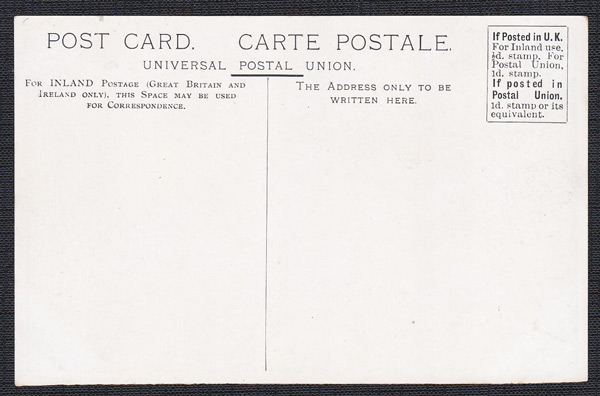 POST CARD. CARTE POSTALE.
UNIVERSAL POSTAL UNION.
FOR INLAND POSTAGE (GREAT BRITAIN AND
IRELAND ONLY), THIS SPACE MAY BE USED
FOR CORRESPONDENCE.
THE ADDRESS ONLY TO BE
WRITTEN HERE.
If Posted in U.K.
For Inland use,
½d. stamp. For
Postal Union,
1d. stamp.
If posted in
Postal Union.
1d. stamp or its
equivalent.